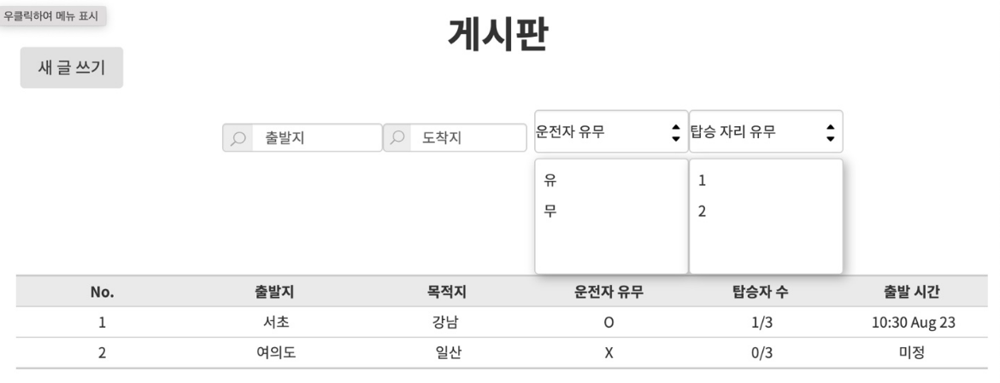 우클릭하여 메뉴 표시
게시판
새 글 쓰기
출발지 도착지 운전자 유무 탑승 자리 유무
유 1
무 2
No. 출발지 목적지 운전자 유무 탑승자 수 출발 시간
1 서초 강남 O 1/3 10:30 Aug 23
2 여의도 일산 X 0/3 미정